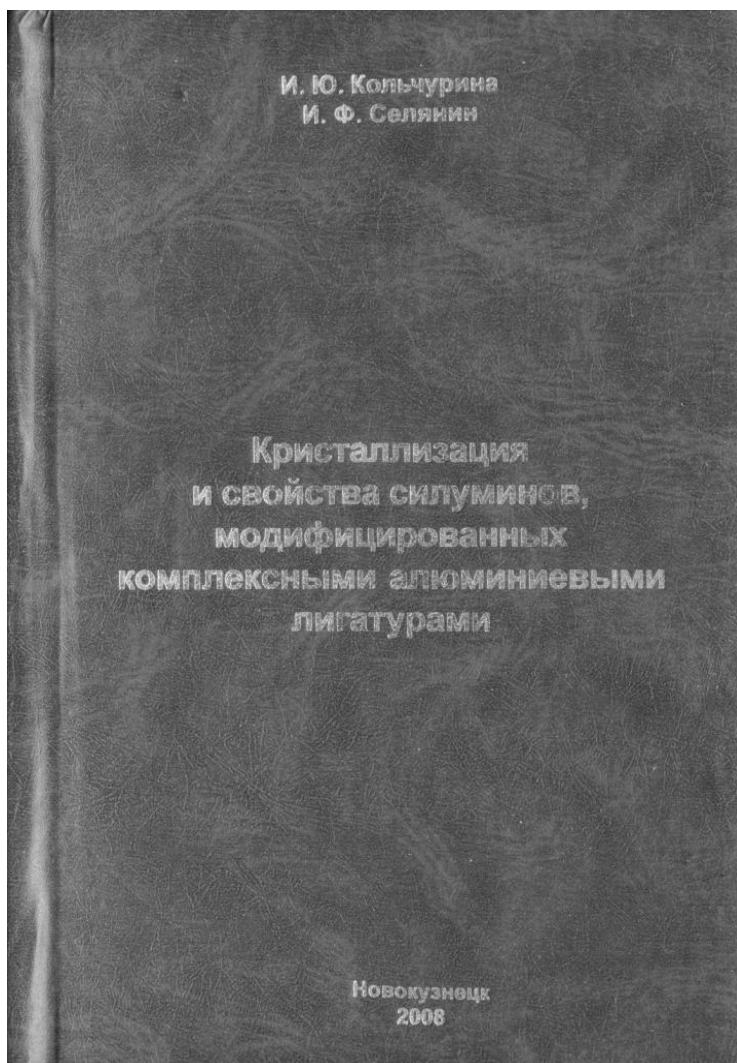 И. Ю. Кольчурина
И. Ф. Селянин
Кристаллизация
и свойства силуминов,
модифицированных
комплексными алюминиевыми
лигатурами
Новокузнецк
2008